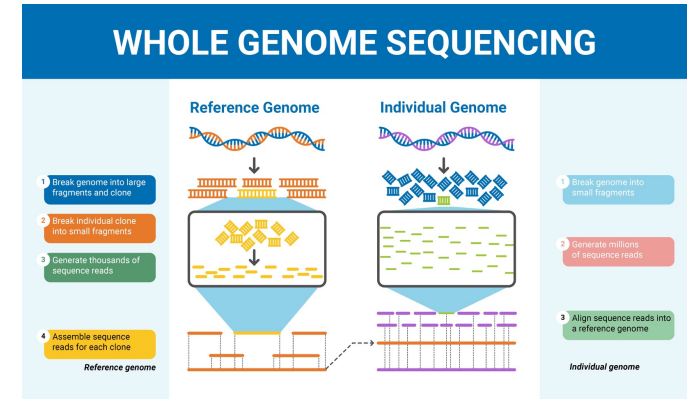 WHOLE GENOME SEQUENCING
Reference Genome
Individual Genome
1 Break genome into large
fragments and clone
2 Break individual clone
into small fragments
3 Generate thousands of
sequence reads
4 Assemble sequence
reads for each clone
Reference genome
1 Break genome into
small fragments
2 Generate millions
of sequence reads
3 Align sequence reads into
a reference genome
Individual genome